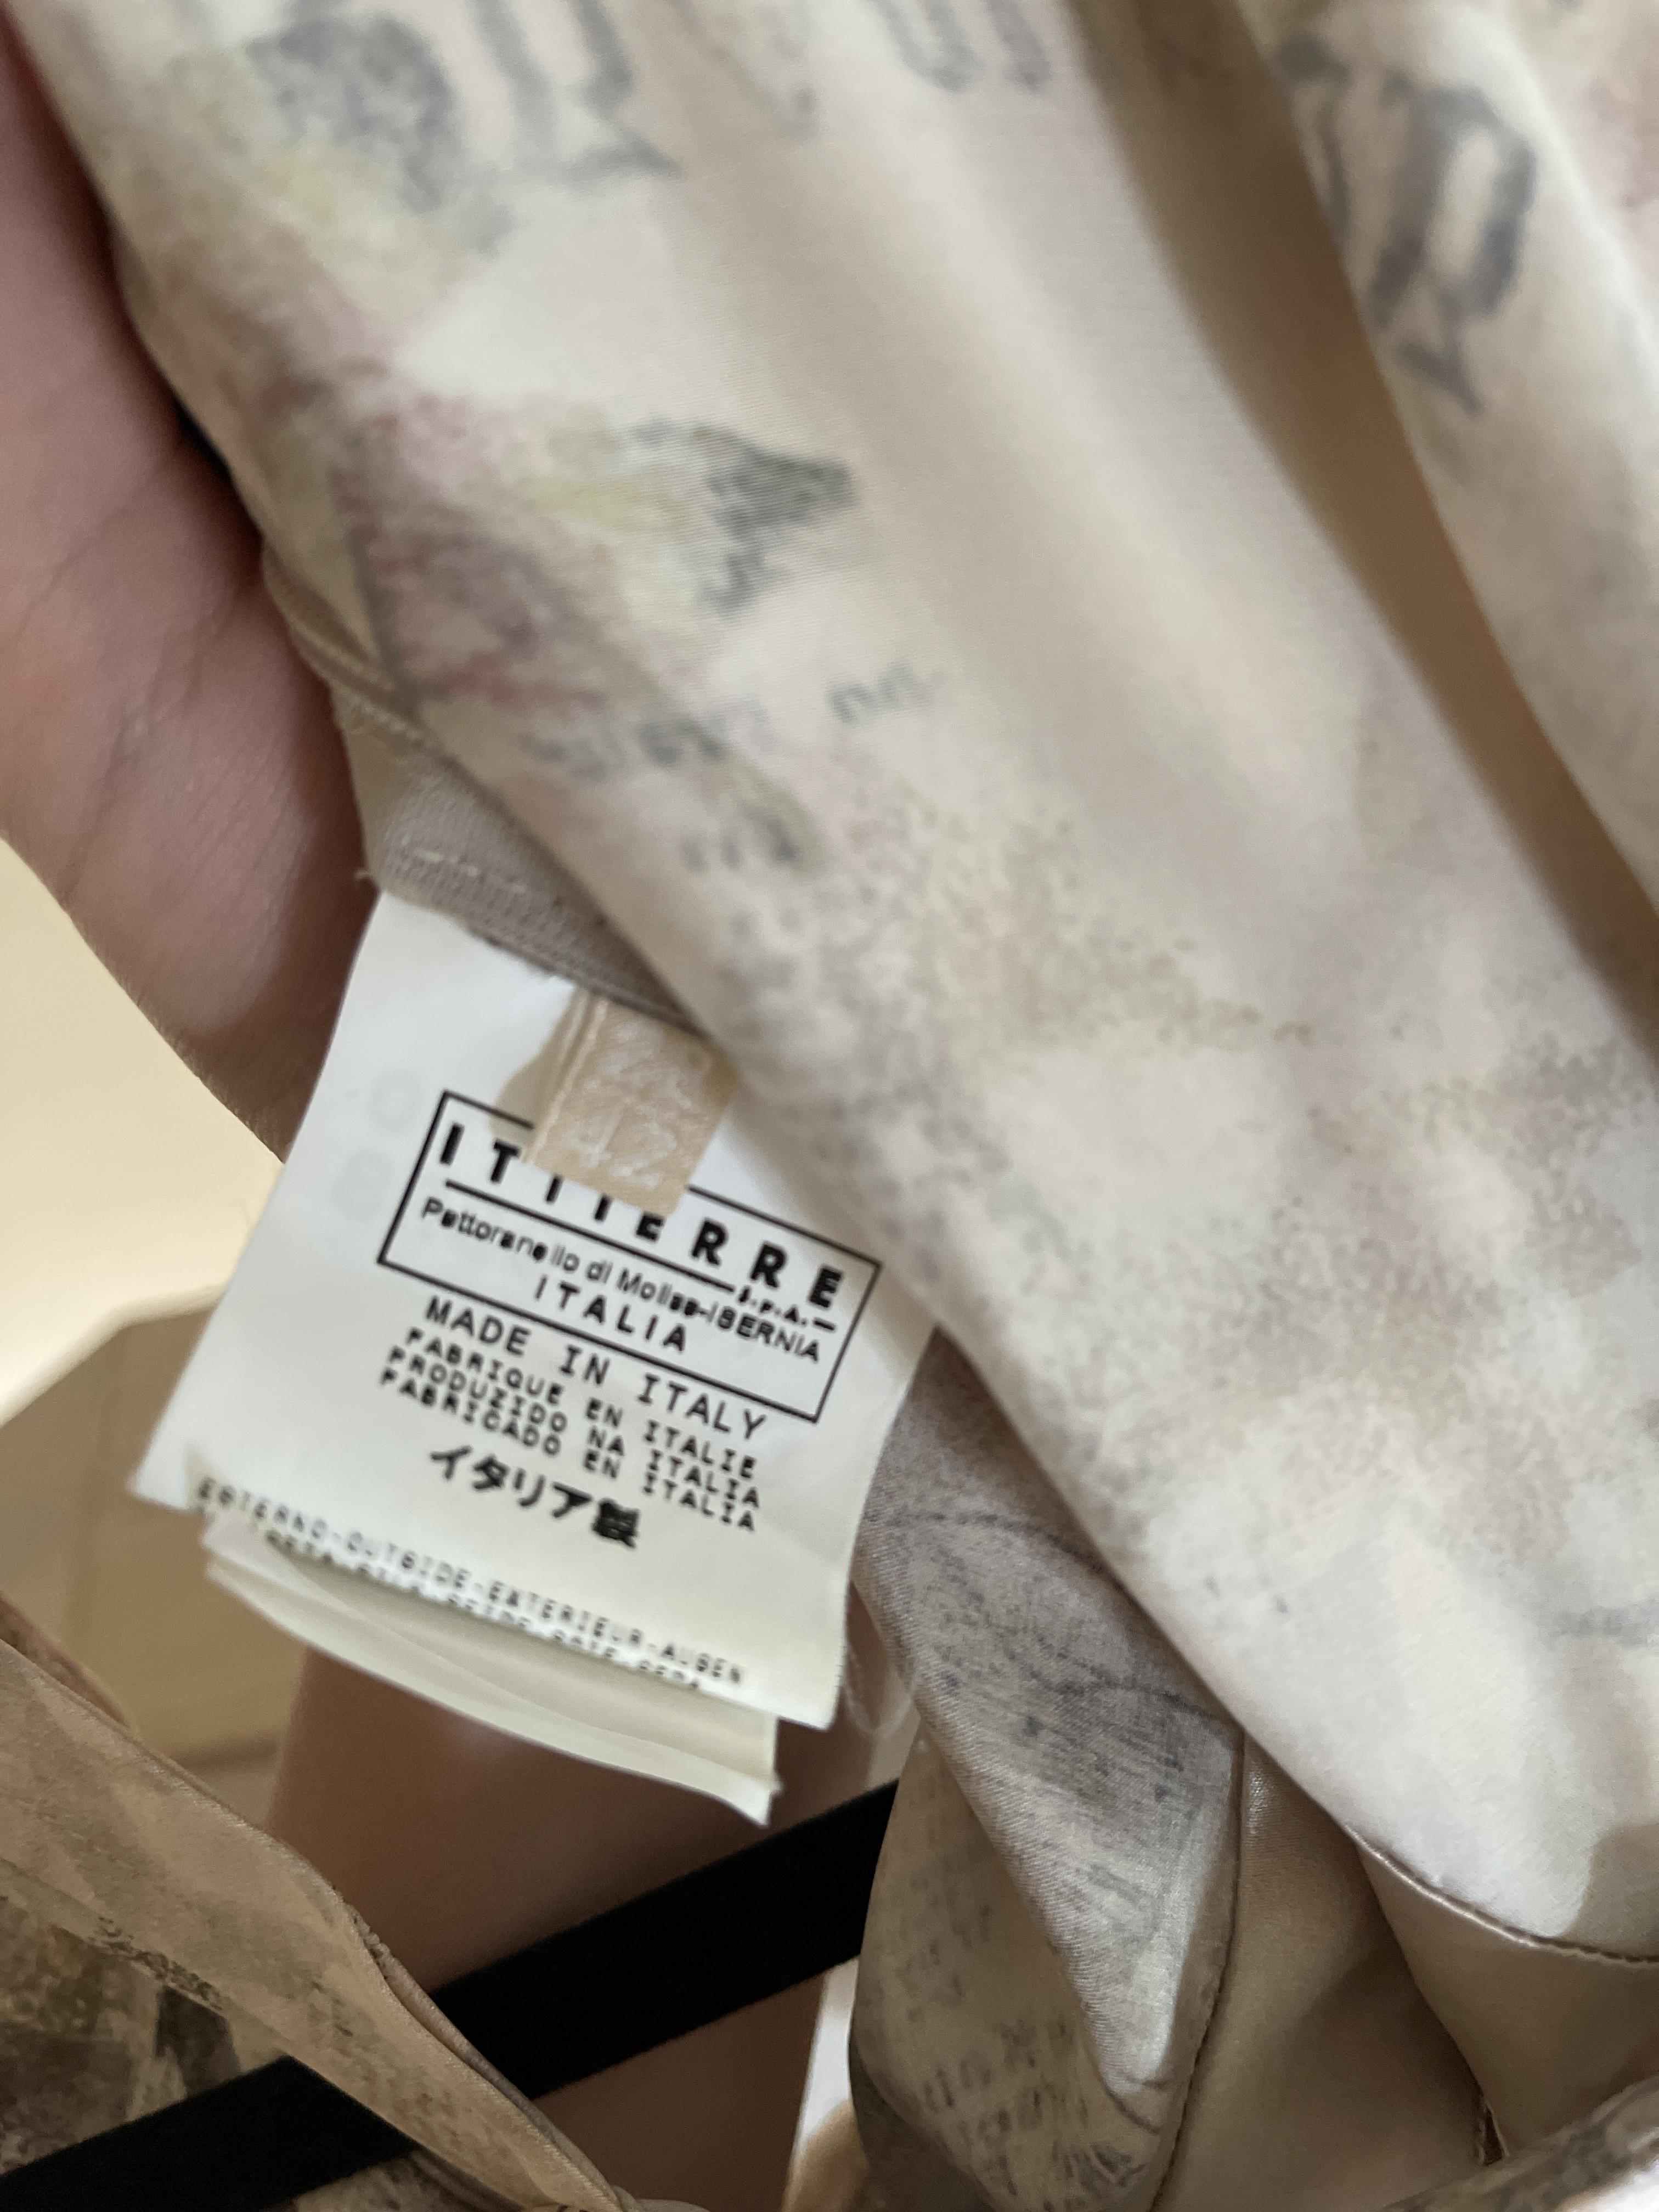 42
ITTIERRE
S.p.A.
Pettoranello di Molise-ISERNIA
ITALIA
MADE IN ITALY
FABRIQUE EN ITALIE
PRODUZIDO NA ITALIA
FABRICADO EN ITALIA
イタリア製
ESTERNO-OUTSIDE-EXTERIEUR-AUSEN